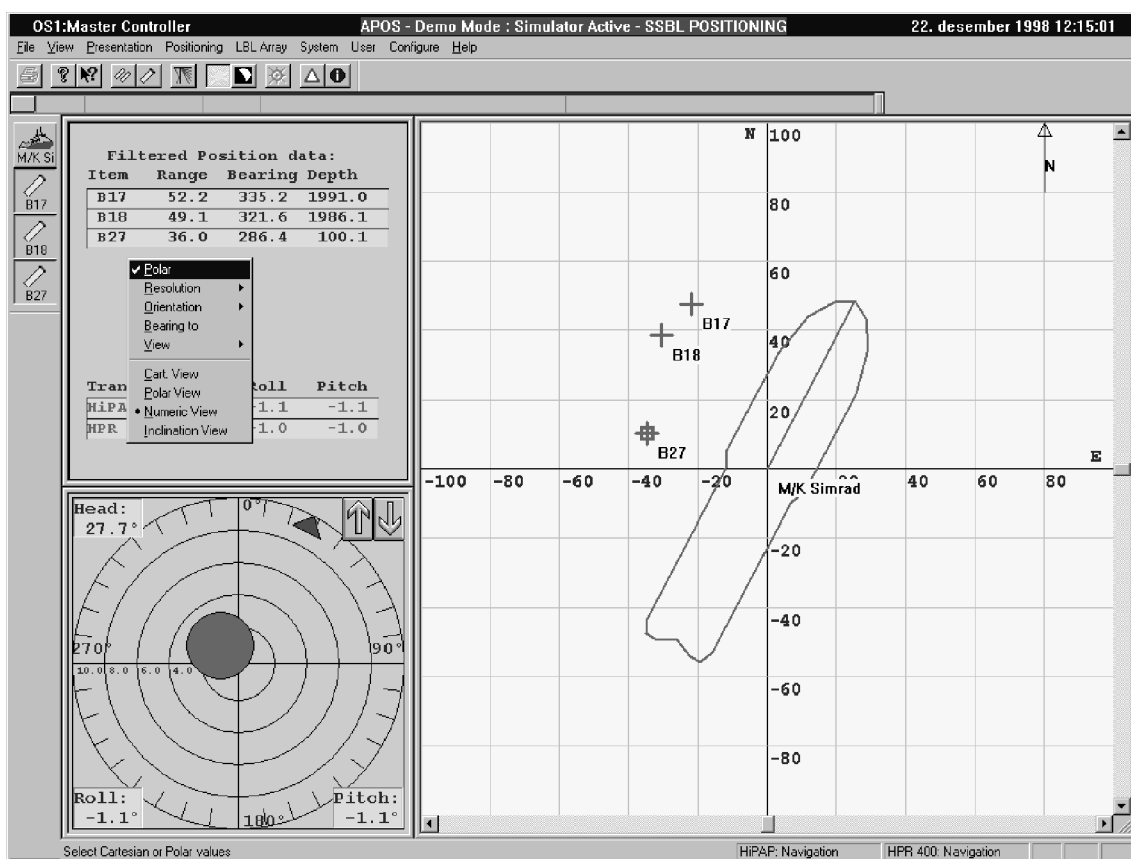 OS1:Master Controller APOS - Demo Mode : Simulator Active - SSBL POSITIONING 22. desember 1998 12:15:01
File View Presentation Positioning LBL Array System User Configure Help
M/K Si
B17
B18
B27
Filtered Position data:
Item Range Bearing Depth
B17 52.2 335.2 1991.0
B18 49.1 321.6 1986.1
B27 36.0 286.4 100.1
Polar
Resolution
Orientation
Bearing to
View
Cart. View
Polar View
Numeric View
Inclination View
Tran Roll Pitch
HiPA -1.1 -1.1
HPR -1.0 -1.0
Head:
27.7°
0°
270°
90°
10.0 8.0 6.0 4.0
180°
Roll:
-1.1°
Pitch:
-1.1°
N 100
N
80
60
B17
40
B18
20
B27
E
-100 -80 -60 -40 -20 40 60 80
M/K Simrad
-20
-40
-60
-80
Select Cartesian or Polar values HiPAP: Navigation HPR 400: Navigation